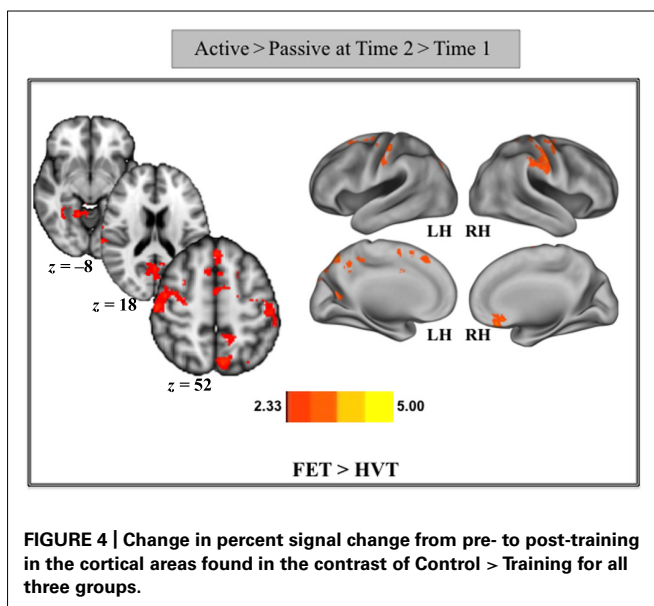 Active > Passive at Time 2 > Time 1
LH RH
z = –8
z = 18
LH RH
z = 52
2.33 5.00
FET > HVT
FIGURE 4 | Change in percent signal change from pre- to post-training
in the cortical areas found in the contrast of Control > Training for all
three groups.